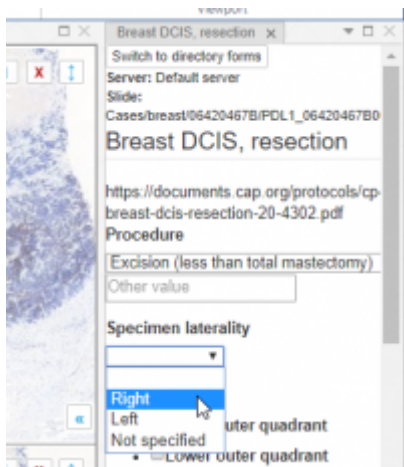 viewport
Breast DCIS, resection x
Switch to directory forms
X
Server: Default server
Slide:
Cases/breast/06420467B/PDL1_06420467B0
Breast DCIS, resection
https://documents.cap.org/protocols/cp-
breast-dcis-resection-20-4302.pdf
Procedure
Excision (less than total mastectomy)
Other value
Specimen laterality
Right
Left
uter quadrant
Not specified
Lower outer quadrant